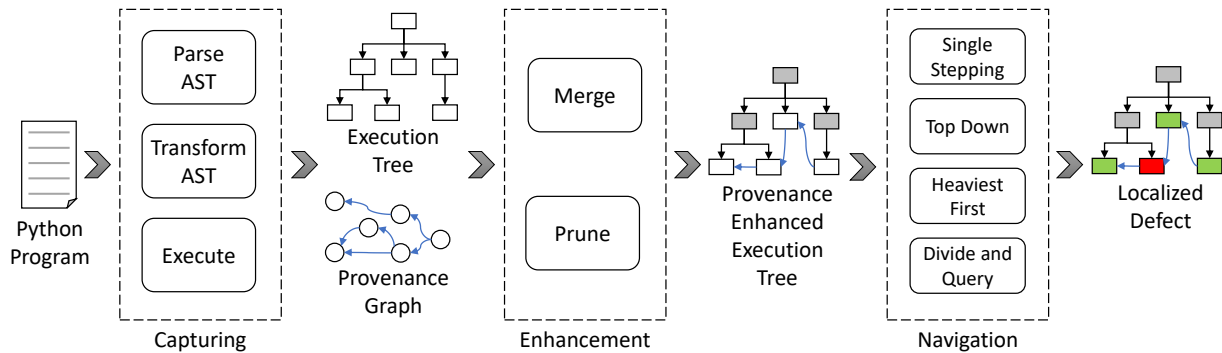 Python
Program
Parse
AST
Transform
AST
Execute
Capturing
Execution
Tree
Provenance
Graph
Merge
Prune
Enhancement
Provenance
Enhanced
Execution
Tree
Single
Stepping
Top Down
Heaviest
First
Divide and
Query
Navigation
Localized
Defect